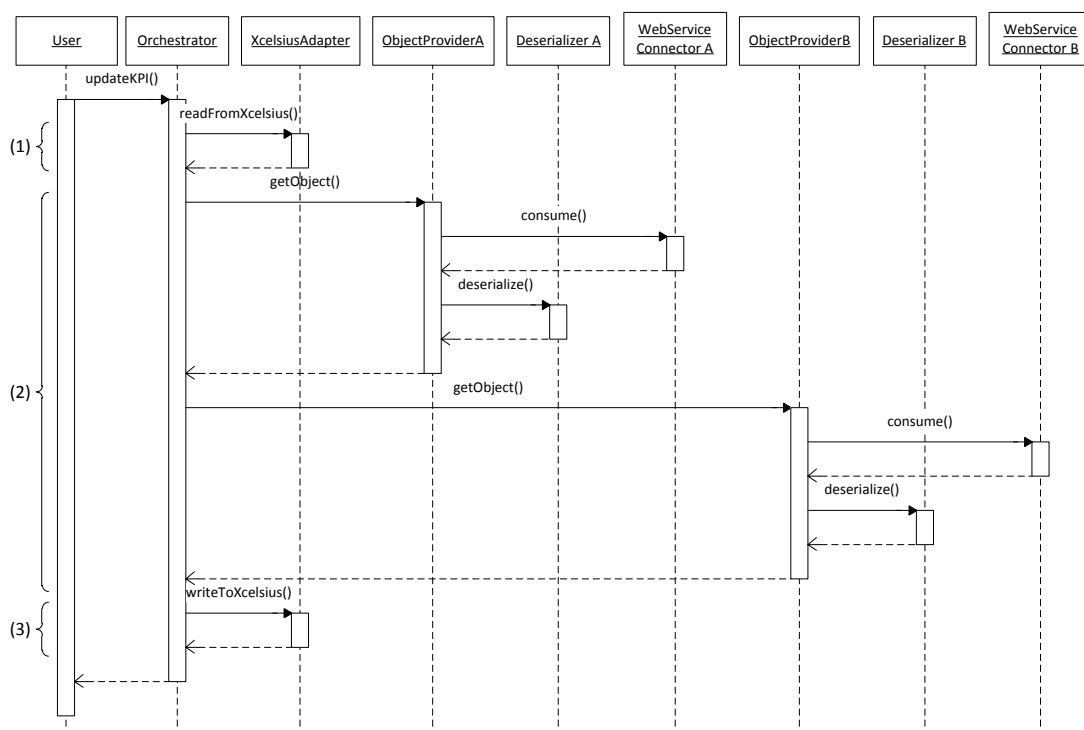 User
Orchestrator
XcelsiusAdapter
ObjectProviderA
Deserializer A
WebService
Connector A
ObjectProviderB
Deserializer B
WebService
Connector B
updateKPI()
readFromXcelsius()
(1)
getObject()
consume()
deserialize()
(2)
getObject()
consume()
deserialize()
writeToXcelsius()
(3)